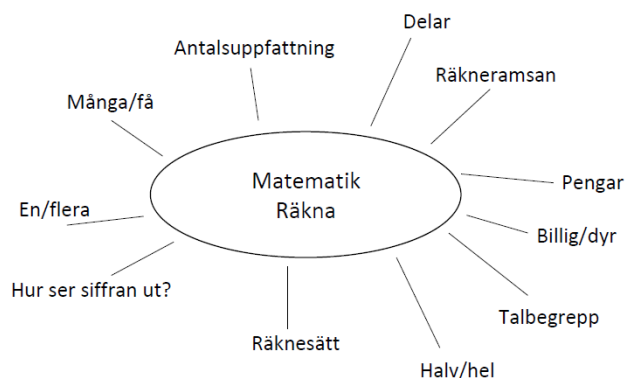 Delar
Antalsuppfattning
Räkneramsan
Många/få
Matematik
Räkna
Pengar
En/flera
Billig/dyr
Hur ser siffran ut?
Talbegrepp
Räknesätt
Halv/hel